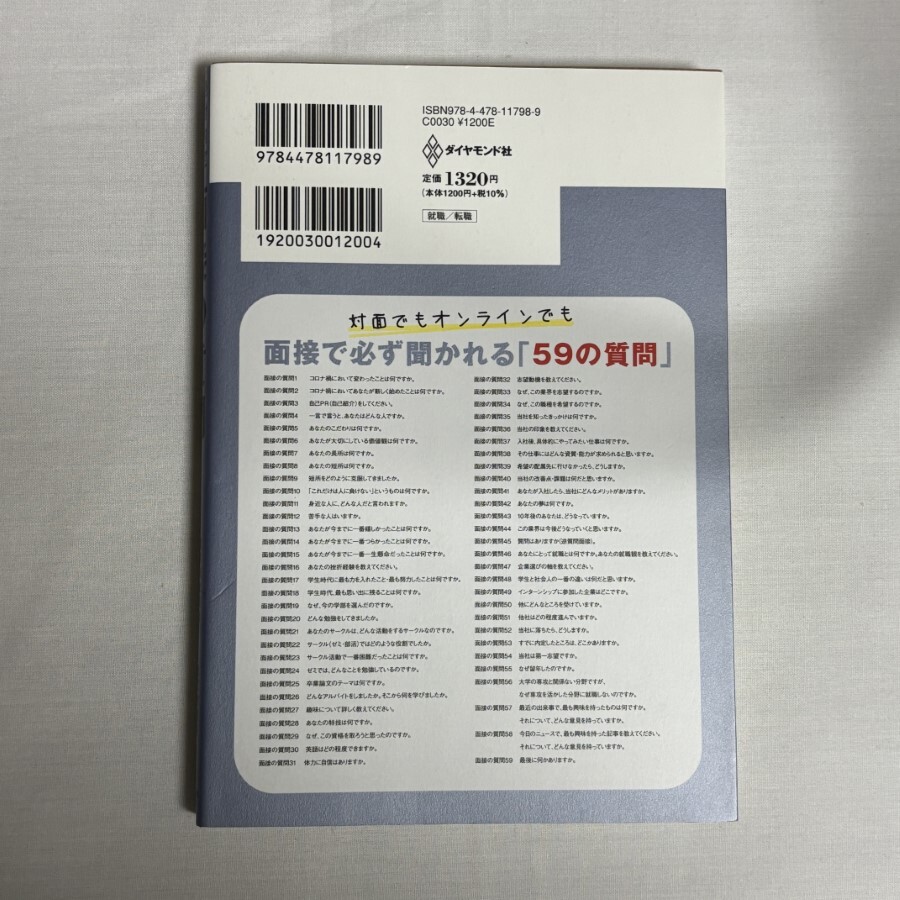 ISBN978-4-478-11798-9
C0030 ¥1200E
9784478117989
ダイヤモンド社
定価1320円
(本体1200円+税10%)
1920030012004
就職/転職
対面でもオンラインでも
面接で必ず聞かれる「59の質問」
面接の質問1 コロナ禍において変わったことは何ですか。
面接の質問2 コロナ禍においてあなたが新しく始めたことは何ですか。
面接の質問3 自己PR(自己紹介)をしてください。
面接の質問4 一言で言うと、あなたはどんな人ですか。
面接の質問5 あなたのこだわりは何ですか。
面接の質問6 あなたが大切にしている価値観は何ですか。
面接の質問7 あなたの長所は何ですか。
面接の質問8 あなたの短所は何ですか。
面接の質問9 短所をどのように克服してきましたか。
面接の質問10 「これだけは人に負けない」というものは何ですか。
面接の質問11 身近な人に、どんな人だと言われますか。
面接の質問12 苦手な人はいますか。
面接の質問13 あなたが今までに一番嬉しかったことは何ですか。
面接の質問14 あなたが今までに一番つらかったことは何ですか。
面接の質問15 あなたが今までに一番一生懸命だったことは何ですか。
面接の質問16 あなたの挫折経験を教えてください。
面接の質問17 学生時代に最も力を入れたこと・最も努力したことは何ですか。
面接の質問18 学生時代、最も思い出に残ることは何ですか。
面接の質問19 なぜ、今の学部を選んだのですか。
面接の質問20 どんな勉強をしてきましたか。
面接の質問21 あなたのサークルは、どんな活動をするサークルなのですか。
面接の質問22 サークル(ゼミ・部活)ではどのような役割でしたか。
面接の質問23 サークル活動で一番困難だったことは何ですか。
面接の質問24 ゼミでは、どんなことを勉強しているのですか。
面接の質問25 卒業論文のテーマは何ですか。
面接の質問26 どんなアルバイトをしましたか。そこから何を学びましたか。
面接の質問27 趣味について詳しく教えてください。
面接の質問28 あなたの特技は何ですか。
面接の質問29 なぜ、この資格を取ろうと思ったのですか。
面接の質問30 英語はどの程度できますか。
面接の質問31 体力に自信はありますか。
面接の質問32 志望動機を教えてください。
面接の質問33 なぜ、この業界を志望するのですか。
面接の質問34 なぜ、この職種を希望するのですか。
面接の質問35 当社を知ったきっかけは何ですか。
面接の質問36 当社の印象を教えてください。
面接の質問37 入社後、具体的にやってみたい仕事は何ですか。
面接の質問38 その仕事にはどんな資質・能力が求められると思いますか。
面接の質問39 希望の配属先に行けなかったら、どうしますか。
面接の質問40 当社の改善点・課題は何だと思いますか。
面接の質問41 あなたが入社したら、当社にどんなメリットがありますか。
面接の質問42 あなたの夢は何ですか。
面接の質問43 10年後のあなたは、どうなっていますか。
面接の質問44 この業界は今後どうなっていくと思いますか。
面接の質問45 質問はありますか[逆質問面接]。
面接の質問46 あなたにとって就職とは何ですか。あなたの就職観を教えてください。
面接の質問47 企業選びの軸を教えてください。
面接の質問48 学生と社会人の一番の違いは何だと思いますか。
面接の質問49 インターンシップに参加した企業はどこですか。
面接の質問50 他にどんなところを受けていますか。
面接の質問51 他社はどの程度進んでいますか。
面接の質問52 当社に落ちたら、どうしますか。
面接の質問53 すでに内定したところは、どこかありますか。
面接の質問54 当社は第一志望ですか。
面接の質問55 なぜ留年したのですか。
面接の質問56 大学の専攻と関係ない分野ですが、
なぜ専攻を活かした分野に就職しないのですか。
面接の質問57 最近の出来事で、最も興味を持ったものは何ですか。
それについて、どんな意見を持っていますか。
面接の質問58 今日のニュースで、最も興味を持った記事を教えてください。
それについて、どんな意見を持っていますか。
面接の質問59 最後に何かありますか。